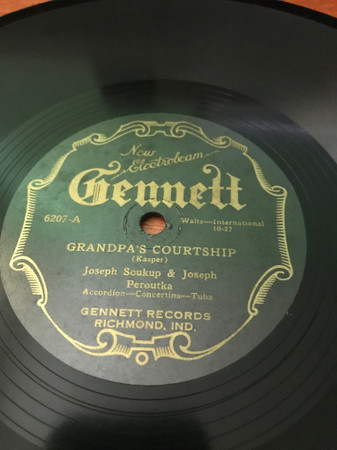 New
Electrobeam
Gennett
6207-A
Waltz—International
10-27
GRANDPA'S COURTSHIP
(Kasper)
Joseph Soukup & Joseph
Peroutka
Accordion—Concertina—Tuba
GENNETT RECORDS
RICHMOND, IND.